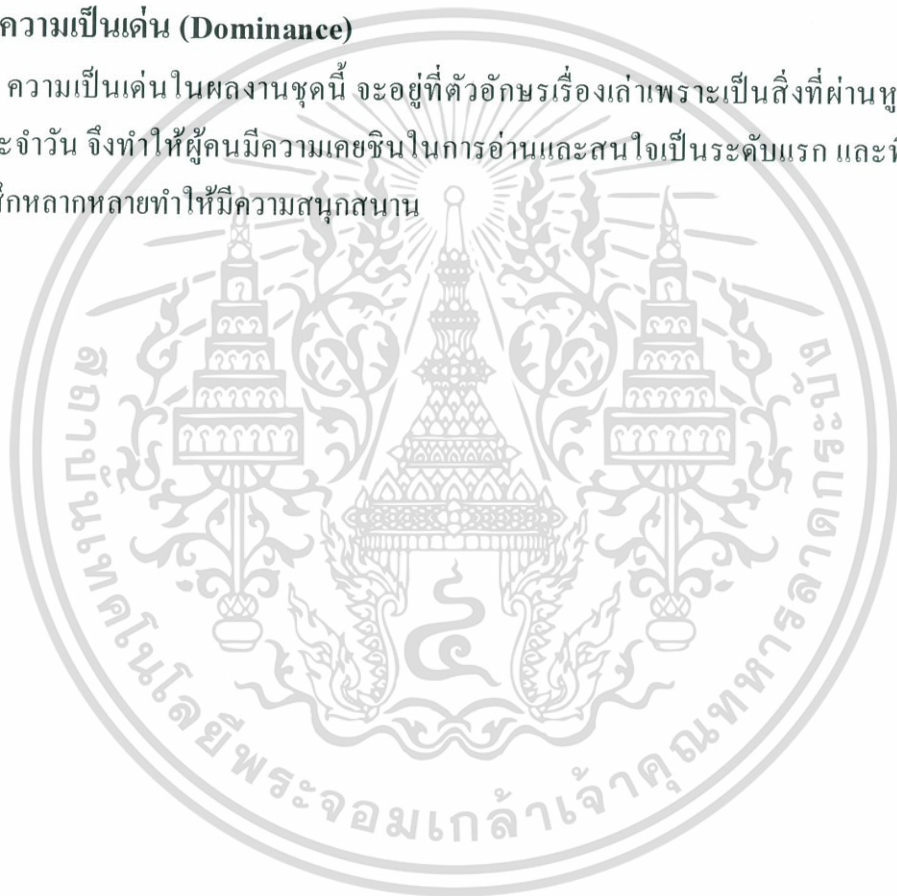 ความเป็นเด่น (Dominance)
ความเป็นเด่นในผลงานชุดนี้ จะอยู่ที่ตัวอักษรเรื่องเล่าเพราะเป็นสิ่งที่ผ่านหู
ะจำวัน จึงทำให้ผู้คนมีความเคยชินในการอ่านและสนใจเป็นระดับแรก และ
สึกหลากหลายทำให้มีความสนุกสนาน
สถาบันเทคโนโลยีพระจอมเกล้าเจ้าคุณทหารลาดกระบัง